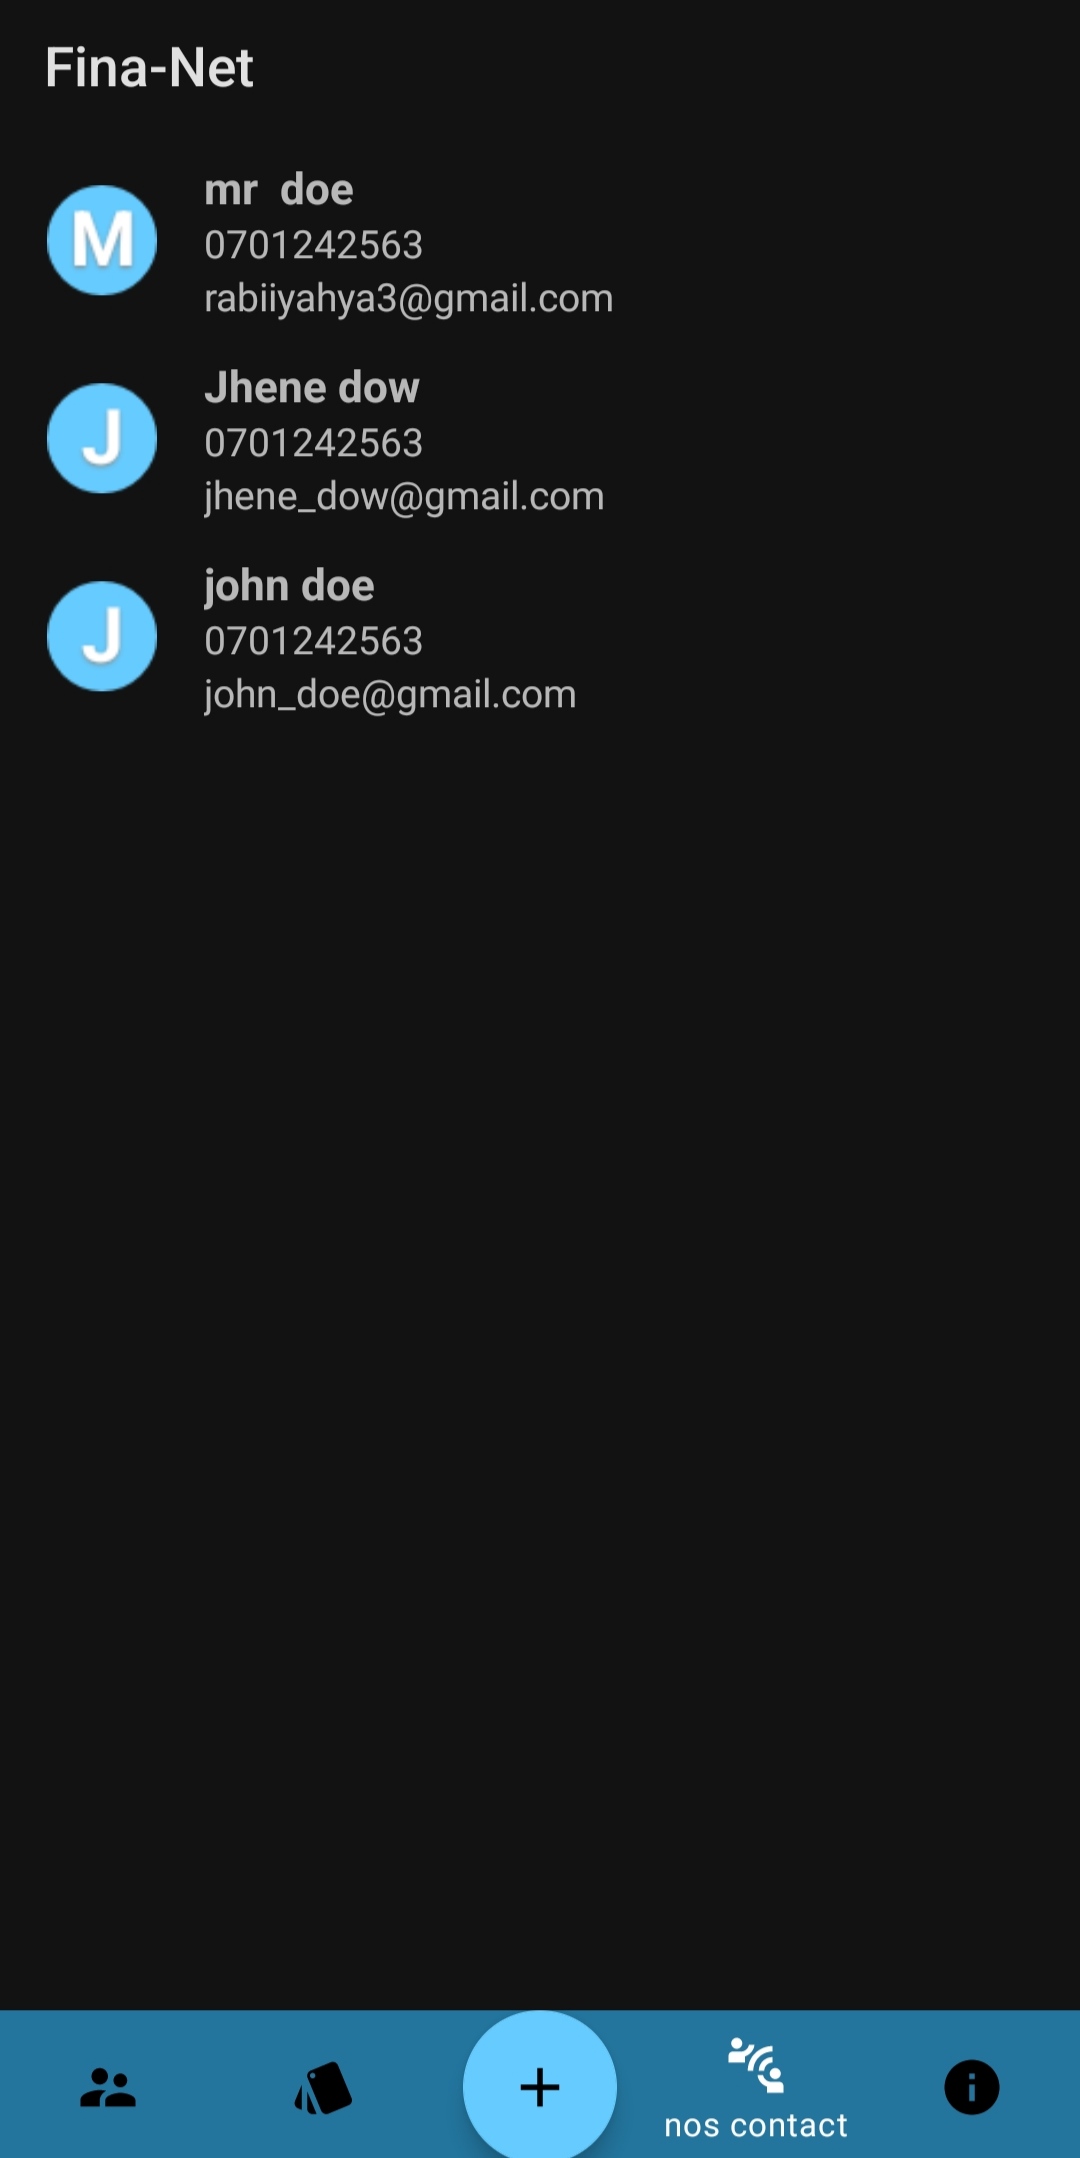 Fina-Net
M
mr  doe
0701242563
rabiiyahya3@gmail.com
J
Jhene dow
0701242563
jhene_dow@gmail.com
J
john doe
0701242563
john_doe@gmail.com
nos contact